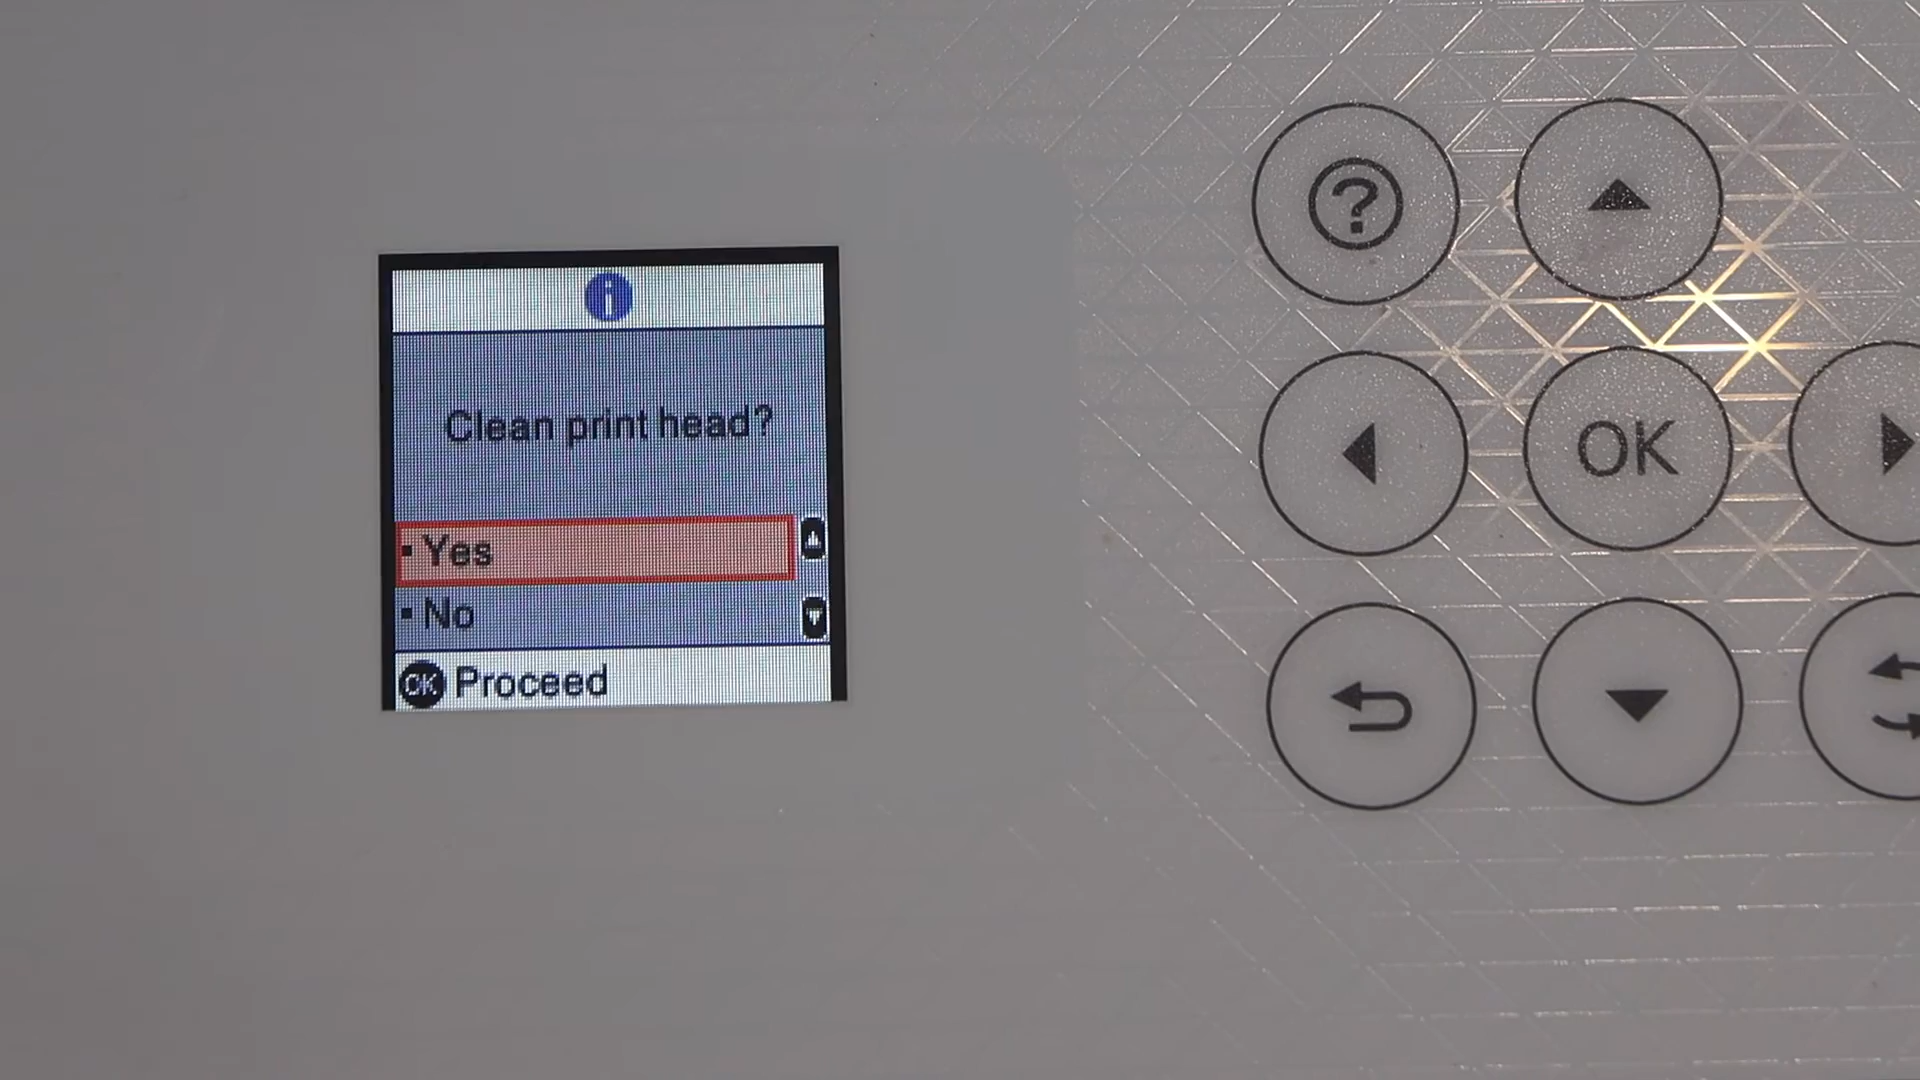 i
Clean print head?
Yes
No
OK Proceed
?
OK